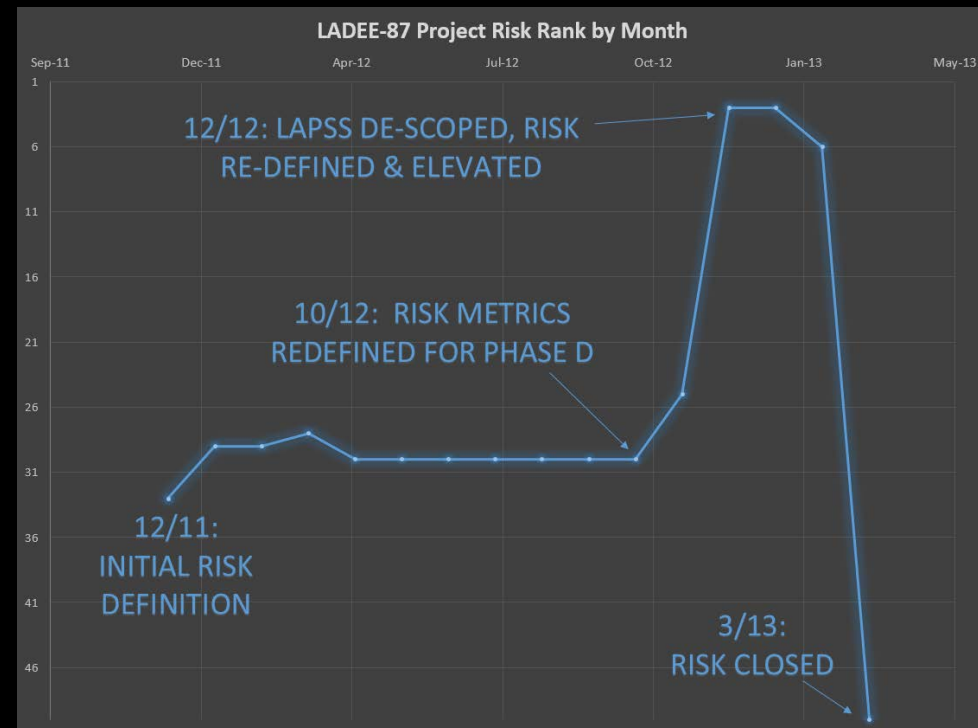 LADEE-87 Project Risk Rank by Month
Sep-11 Dec-11 Apr-12 Jul-12 Oct-12 Jan-13 May-13
1
12/12: LAPSS DE-SCOPED, RISK
RE-DEFINED & ELEVATED
6
11
16
10/12: RISK METRICS
REDEFINED FOR PHASE D
21
26
31
12/11:
INITIAL RISK
DEFINITION
36
41
3/13:
RISK CLOSED
46